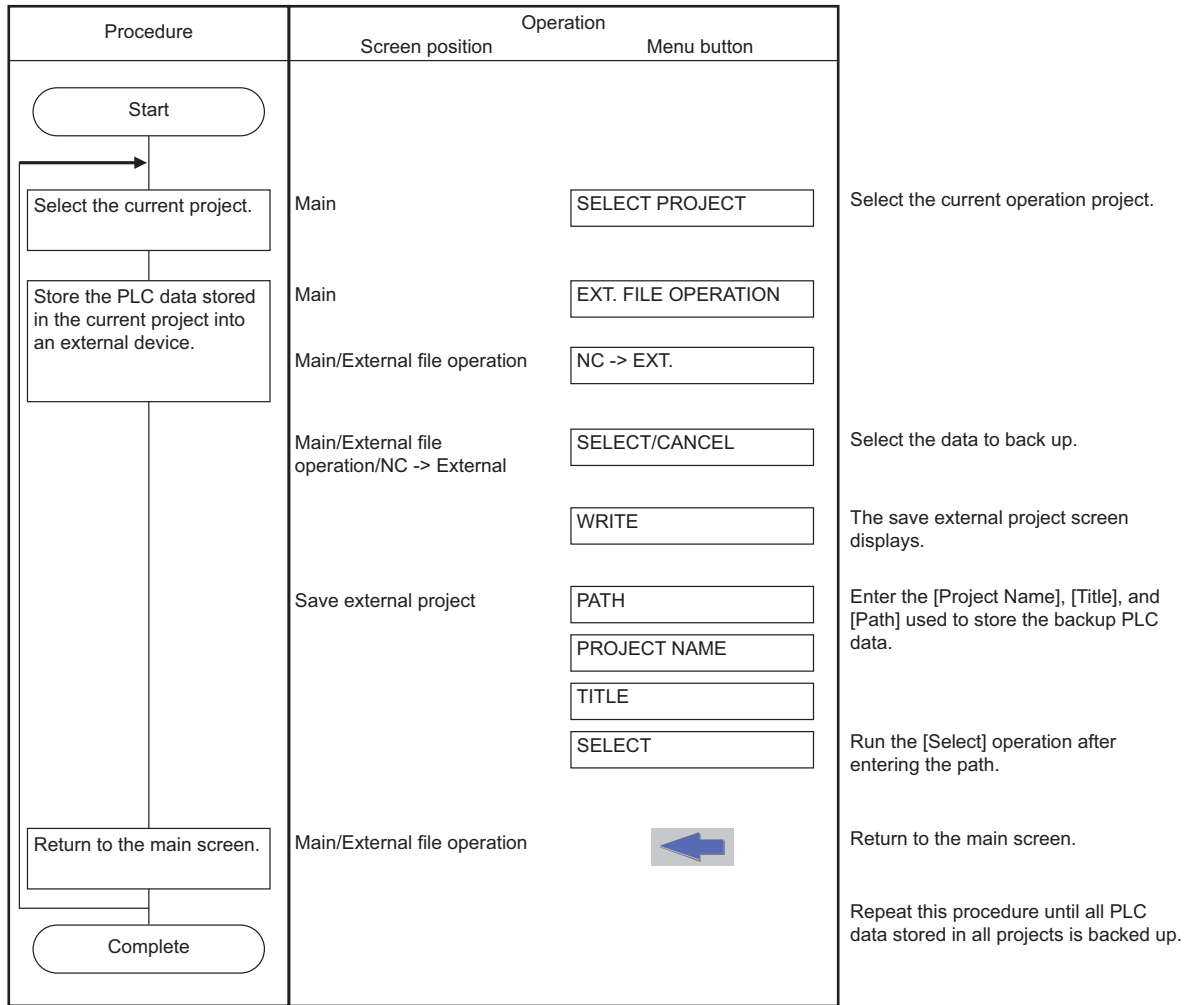 Procedure
Operation
Screen position
Menu button
Start
Select the current project.
Main
SELECT PROJECT
Select the current operation project.
Store the PLC data stored
in the current project into
an external device.
Main
EXT. FILE OPERATION
Main/External file operation
NC -> EXT.
Main/External file
operation/NC -> External
SELECT/CANCEL
Select the data to back up.
WRITE
The save external project screen
displays.
Save external project
PATH
Enter the [Project Name], [Title], and
[Path] used to store the backup PLC
data.
PROJECT NAME
TITLE
SELECT
Run the [Select] operation after
entering the path.
Return to the main screen.
Main/External file operation
Return to the main screen.
Repeat this procedure until all PLC
data stored in all projects is backed up.
Complete